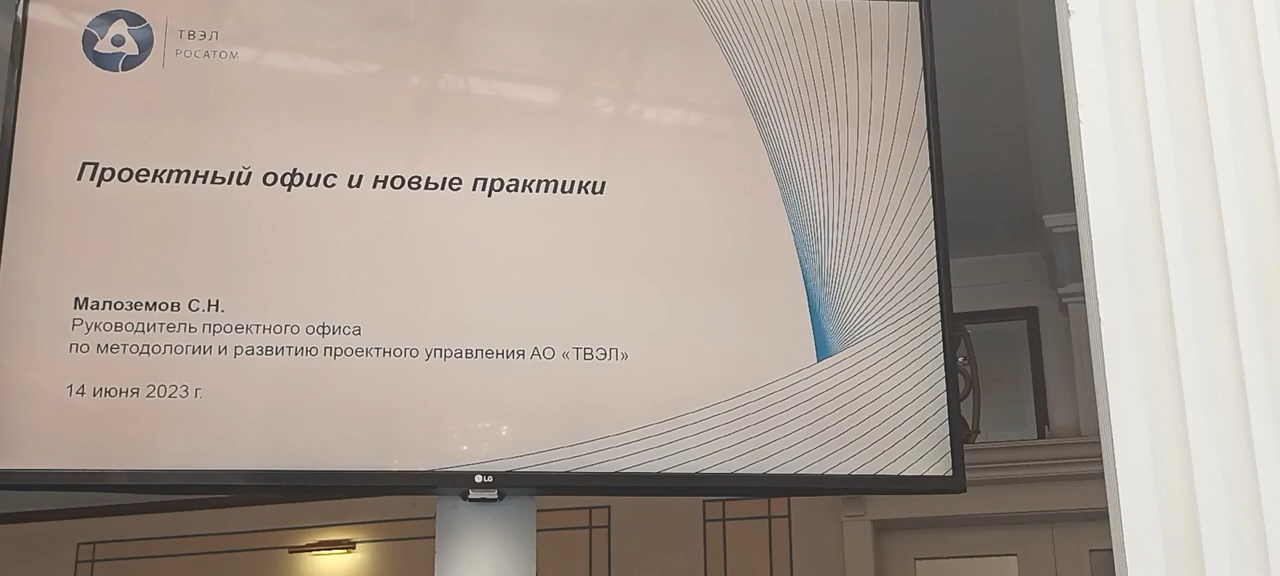 ТВЭЛ
РОСАТОМ
Проектный офис и новые практики
Малоземов С.Н.
Руководитель проектного офиса
по методологии и развитию проектного управления АО «ТВЭЛ»
14 июня 2023 г.
LG